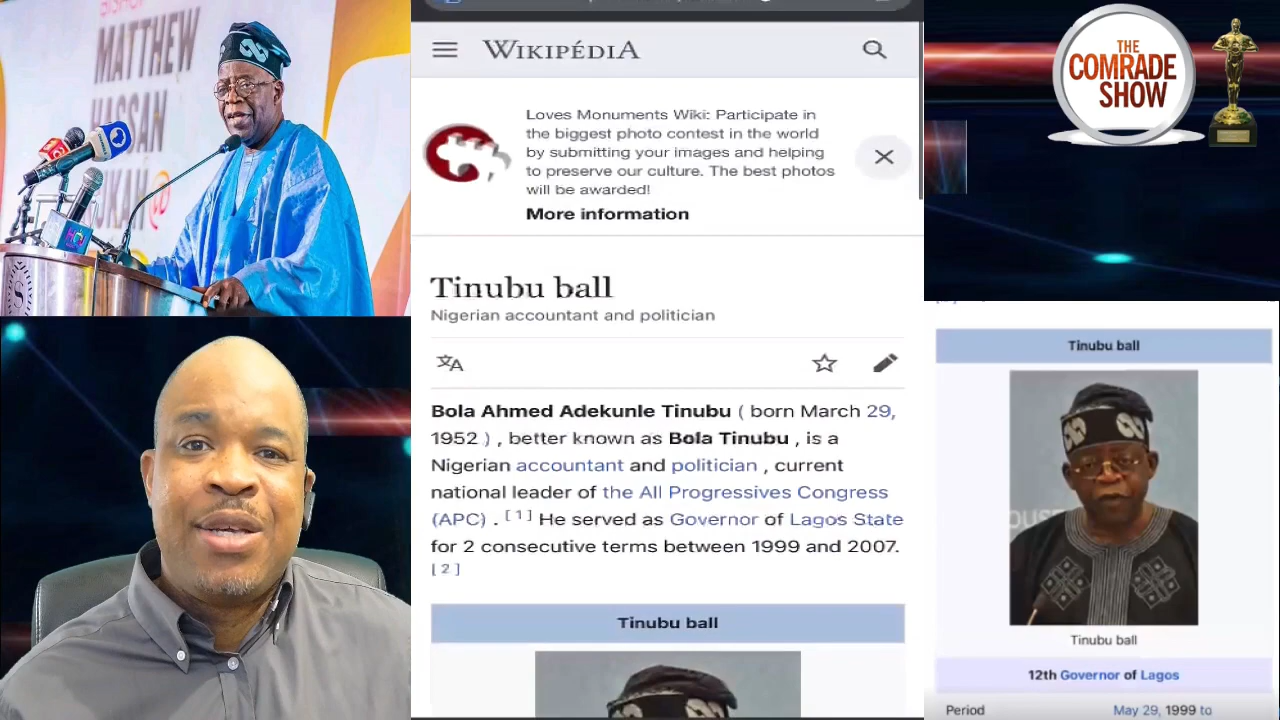 BISHOP
MATTHEW
HASSAN
KUKAH @
WIKIPÉDIA
Loves Monuments Wiki: Participate in
the biggest photo contest in the world
by submitting your images and helping
to preserve our culture. The best photos
will be awarded!
More information
Tinubu ball
Nigerian accountant and politician
Bola Ahmed Adekunle Tinubu ( born March 29,
1952 ) , better known as Bola Tinubu , is a
Nigerian accountant and politician , current
national leader of the All Progressives Congress
(APC) . [ 1 ] He served as Governor of Lagos State
for 2 consecutive terms between 1999 and 2007.
[ 2 ]
Tinubu ball
THE
COMRADE
SHOW
Tinubu ball
OUSE
Tinubu ball
12th Governor of Lagos
Period May 29, 1999 to